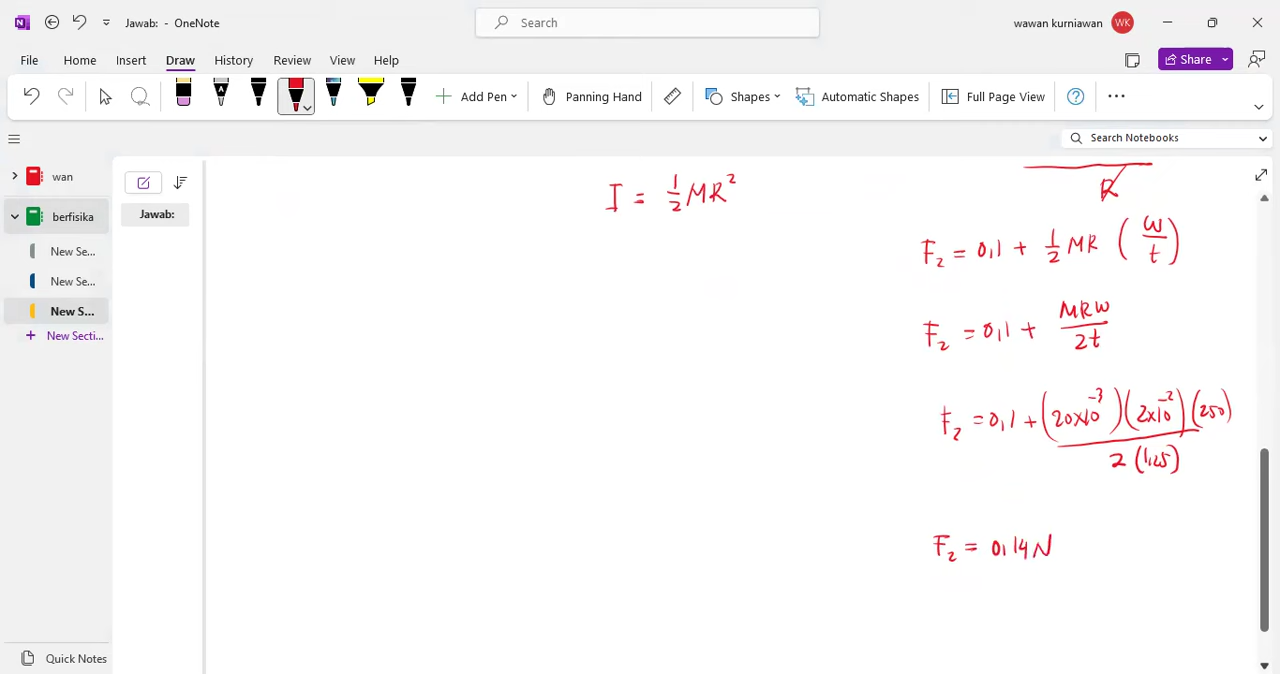 Jawab: - OneNote
Search
wawan kurniawan
WK
File
Home
Insert
Draw
History
Review
View
Help
Share
Add Pen
Panning Hand
Shapes
Automatic Shapes
Full Page View
Search Notebooks
wan
berfisika
New Se...
New Se...
New S...
New Secti...
Jawab:
Quick Notes
I = 1/2 MR²
R
F₂ = 0,1 + 1/2 MR (W/t)
F₂ = 0,1 + MRW/2t
F₂ = 0,1 + (20x10⁻³)(2x10⁻²)(250)/2(1,25)
F₂ = 0,14 N